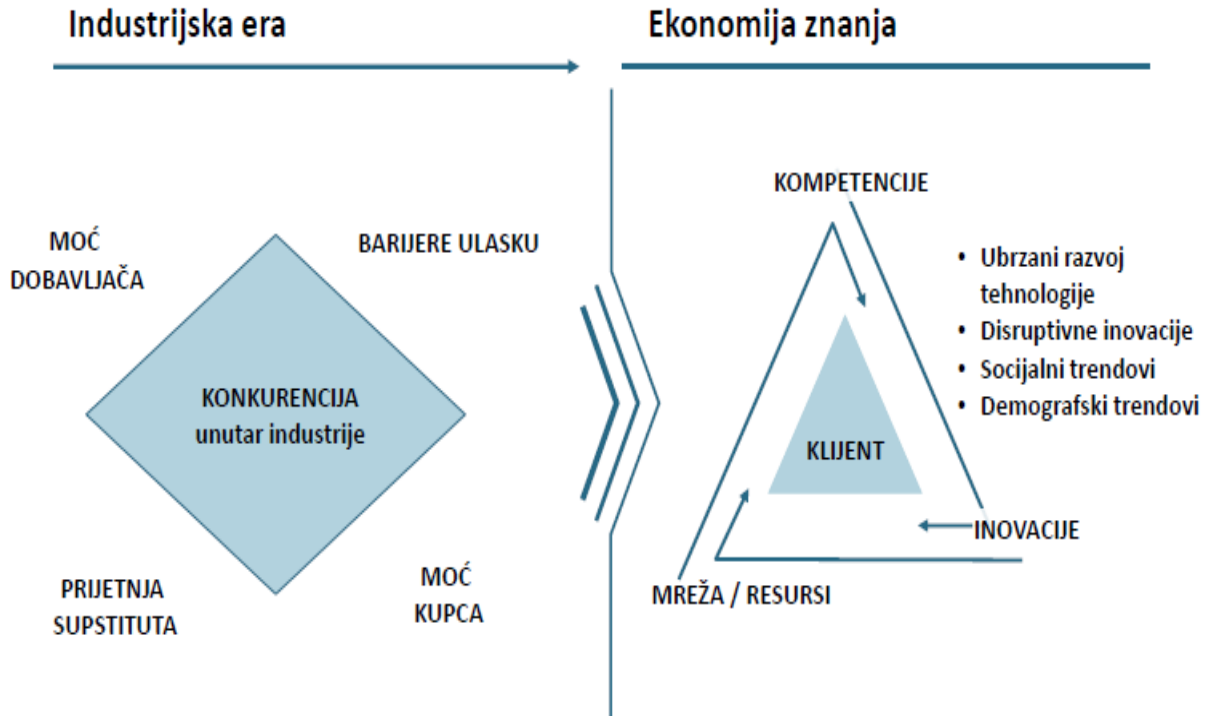 Industrijska era
Ekonomija znanja
MOĆ
DOBAVLJAČA
BARIJERE ULASKU
KONKURENCIJA
unutar industrije
PRIJETNJA
SUPSTITUTA
MOĆ
KUPCA
KOMPETENCIJE
• Ubrzani razvoj
tehnologije
• Disruptivne inovacije
• Socijalni trendovi
• Demografski trendovi
KLIJENT
INOVACIJE
MREŽA / RESURSI